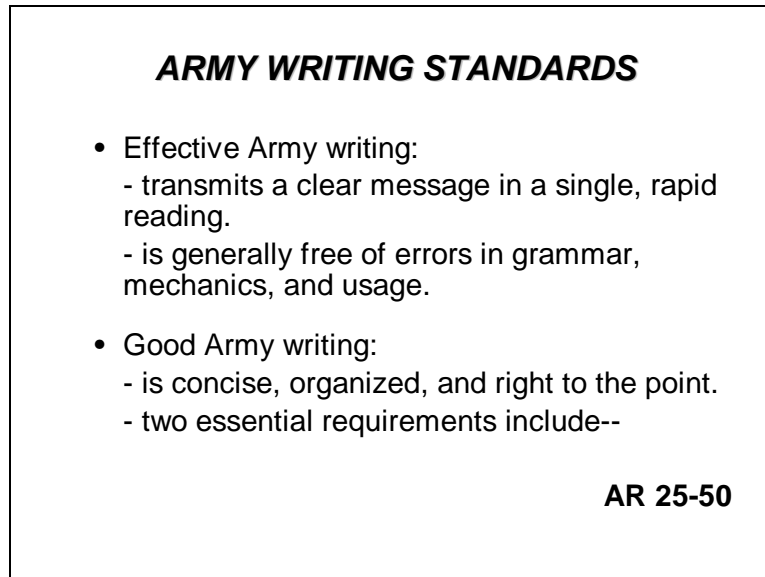 ARMY WRITING STANDARDS
• Effective Army writing:
- transmits a clear message in a single, rapid
reading.
- is generally free of errors in grammar,
mechanics, and usage.
• Good Army writing:
- is concise, organized, and right to the point.
- two essential requirements include--
AR 25-50